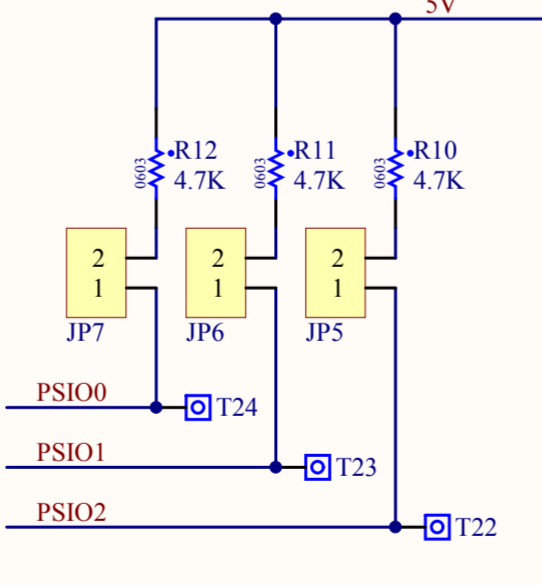 5V
0603 R12 0603 R11 0603 R10
4.7K 4.7K 4.7K
2 2 2
1 1 1
JP7 JP6 JP5
PSIO0
T24
PSIO1
T23
PSIO2
T22